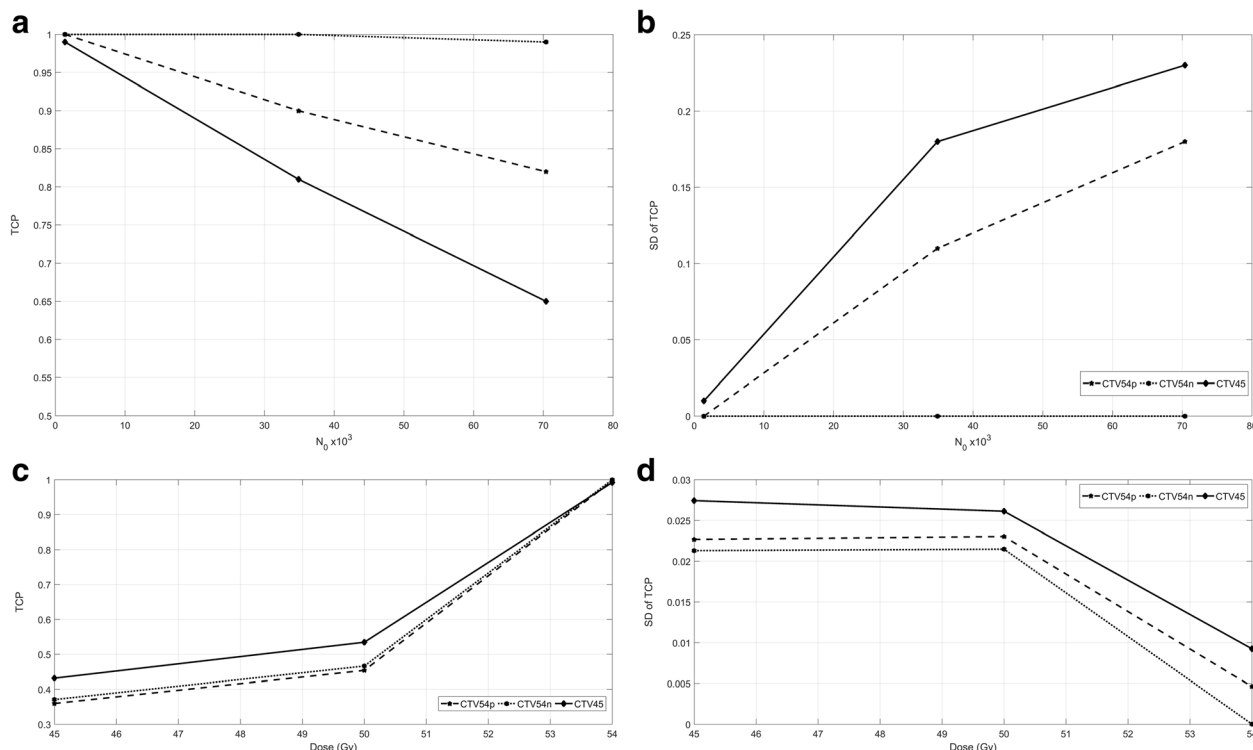 a
1
0.95
0.9
0.85
0.8
0.75
0.7
0.65
0.6
0.55
0.5
TCP
0 10 20 30 40 50 60 70 80
N0 x10^3
b
0.25
0.2
0.15
0.1
0.05
0
SD of TCP
CTV54p CTV54n CTV45
0 10 20 30 40 50 60 70 80
N0 x10^3
c
1
0.9
0.8
0.7
0.6
0.5
0.4
0.3
TCP
CTV54p CTV54n CTV45
45 46 47 48 49 50 51 52 53 54
Dose (Gy)
d
0.03
0.025
0.02
0.015
0.01
0.005
0
SD of TCP
CTV54p CTV54n CTV45
45 46 47 48 49 50 51 52 53 54
Dose (Gy)